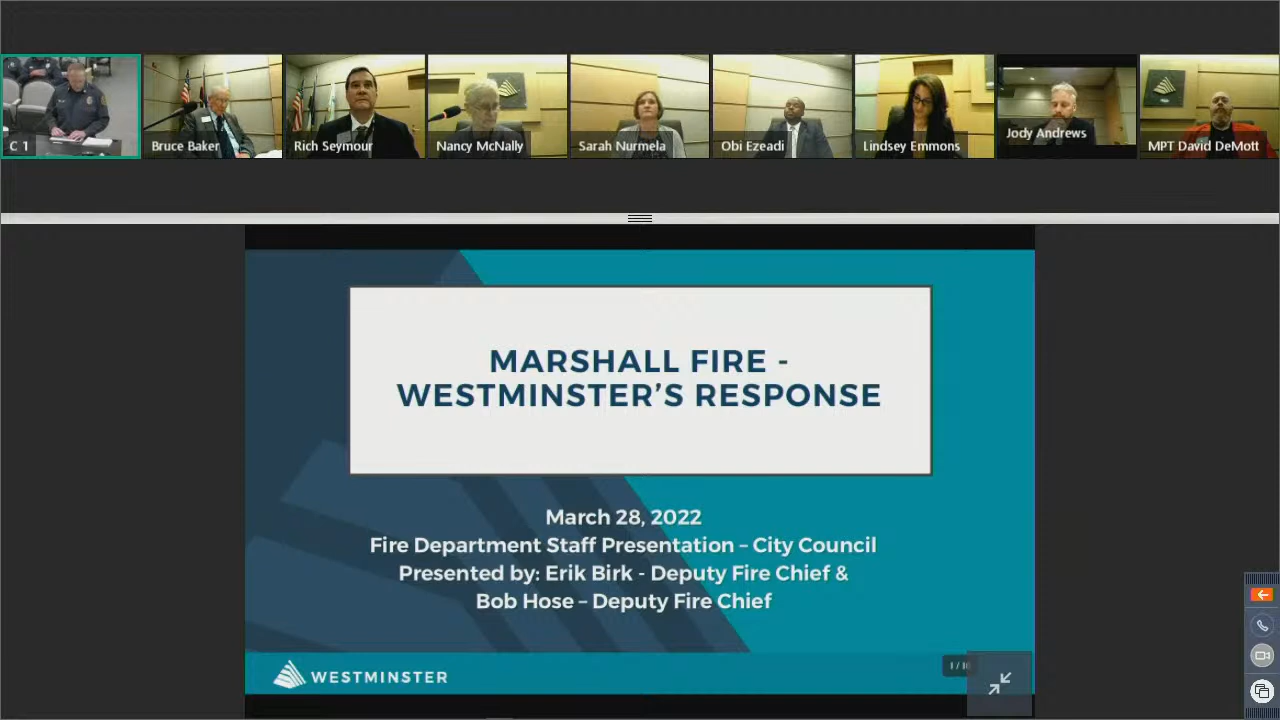 C 1
Bruce Baker
Rich Seymour
Nancy McNally
Sarah Nurmela
Obi Ezeadi
Lindsey Emmons
Jody Andrews
MPT David DeMott
MARSHALL FIRE -
WESTMINSTER'S RESPONSE
March 28, 2022
Fire Department Staff Presentation – City Council
Presented by: Erik Birk - Deputy Fire Chief &
Bob Hose – Deputy Fire Chief
WESTMINSTER